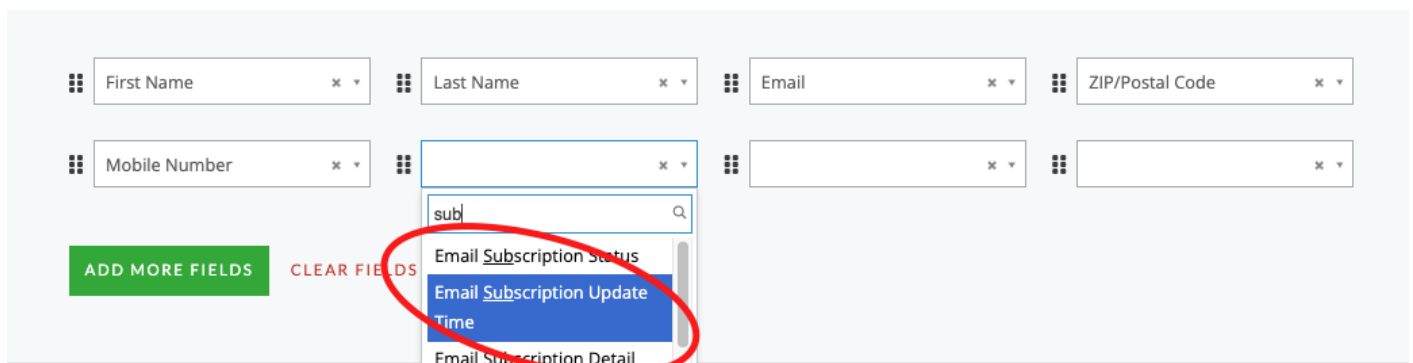 First Name
Last Name
Email
ZIP/Postal Code
Mobile Number
sub
ADD MORE FIELDS
CLEAR FIELDS
Email Subscription Status
Email Subscription Update
Time
Email Subscription Detail